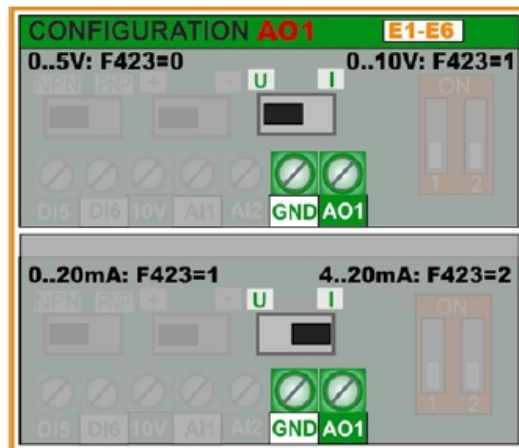 CONFIGURATION AO1 E1-E6
0..5V: F423=0 0..10V: F423=1
NPN PNP + - U I ON
1 2
DI5 DI6 10V AI1 AI2 GND AO1
0..20mA: F423=1 4..20mA: F423=2
NPN PNP + - U I ON
1 2
DI5 DI6 10V AI1 AI2 GND AO1